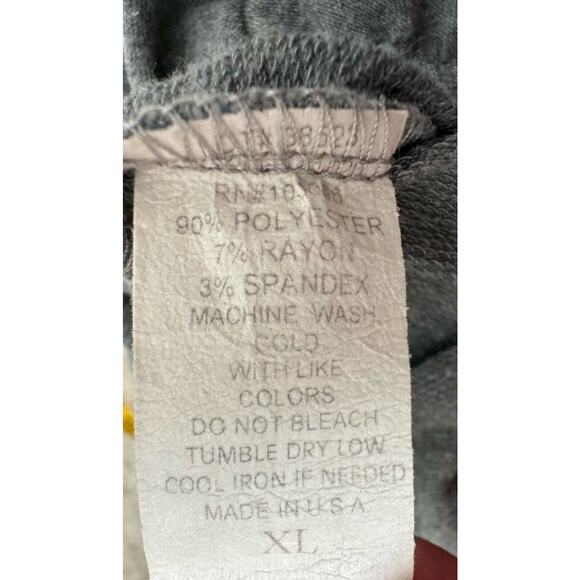 90% POLYESTER
7% RAYON
3% SPANDEX
MACHINE WASH
COLD
WITH LIKE
COLORS
DO NOT BLEACH
TUMBLE DRY LOW
COOL IRON IF NEEDED
MADE IN U S A
XL